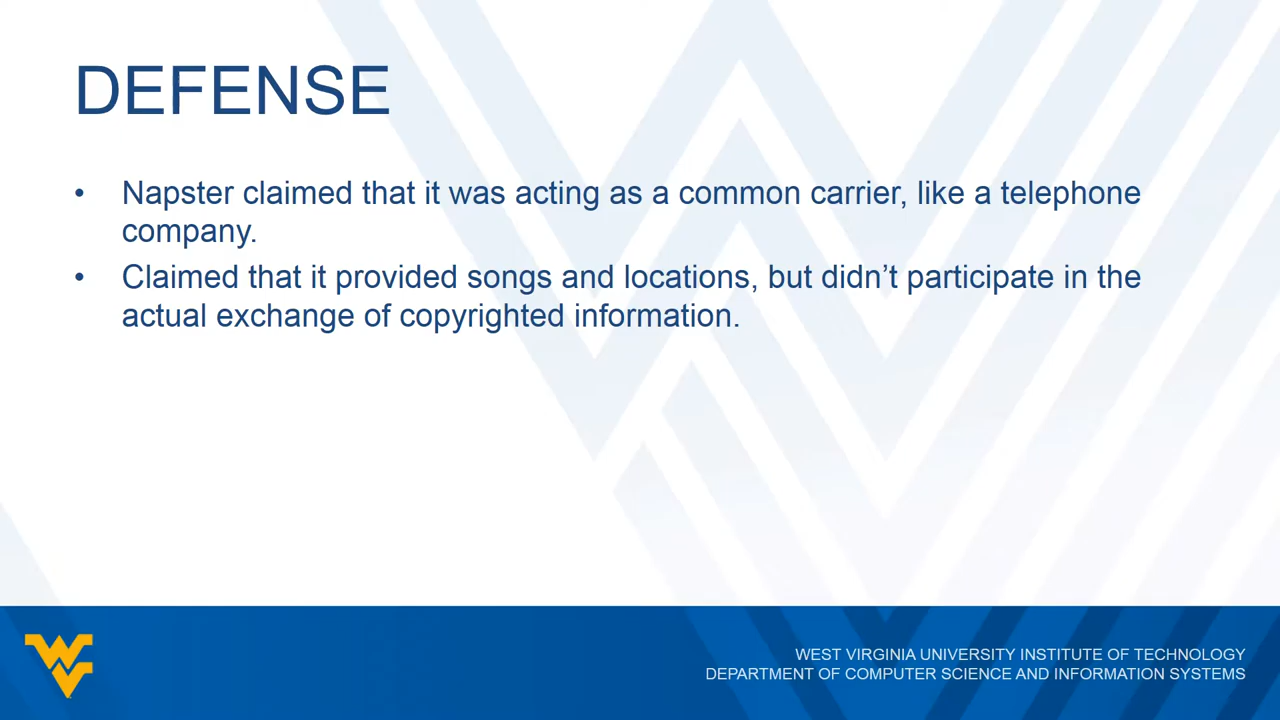 DEFENSE
• Napster claimed that it was acting as a common carrier, like a telephone
company.
• Claimed that it provided songs and locations, but didn’t participate in the
actual exchange of copyrighted information.
WEST VIRGINIA UNIVERSITY INSTITUTE OF TECHNOLOGY
DEPARTMENT OF COMPUTER SCIENCE AND INFORMATION SYSTEMS